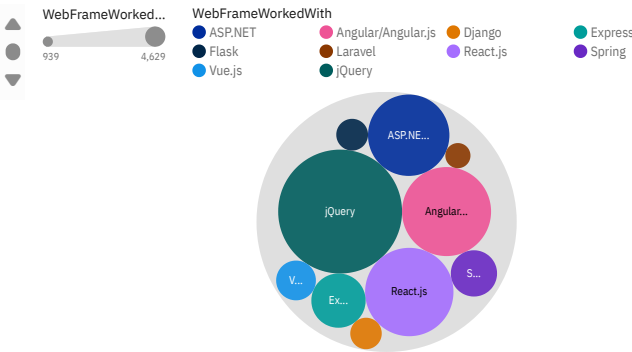 WebFrameWorked...
939
4,629
WebFrameWorkedWith
ASP.NET
Angular/Angular.js
Django
Express
Flask
Laravel
React.js
Spring
Vue.js
jQuery
ASP.NE...
jQuery
Angular...
V...
Ex...
React.js
S...